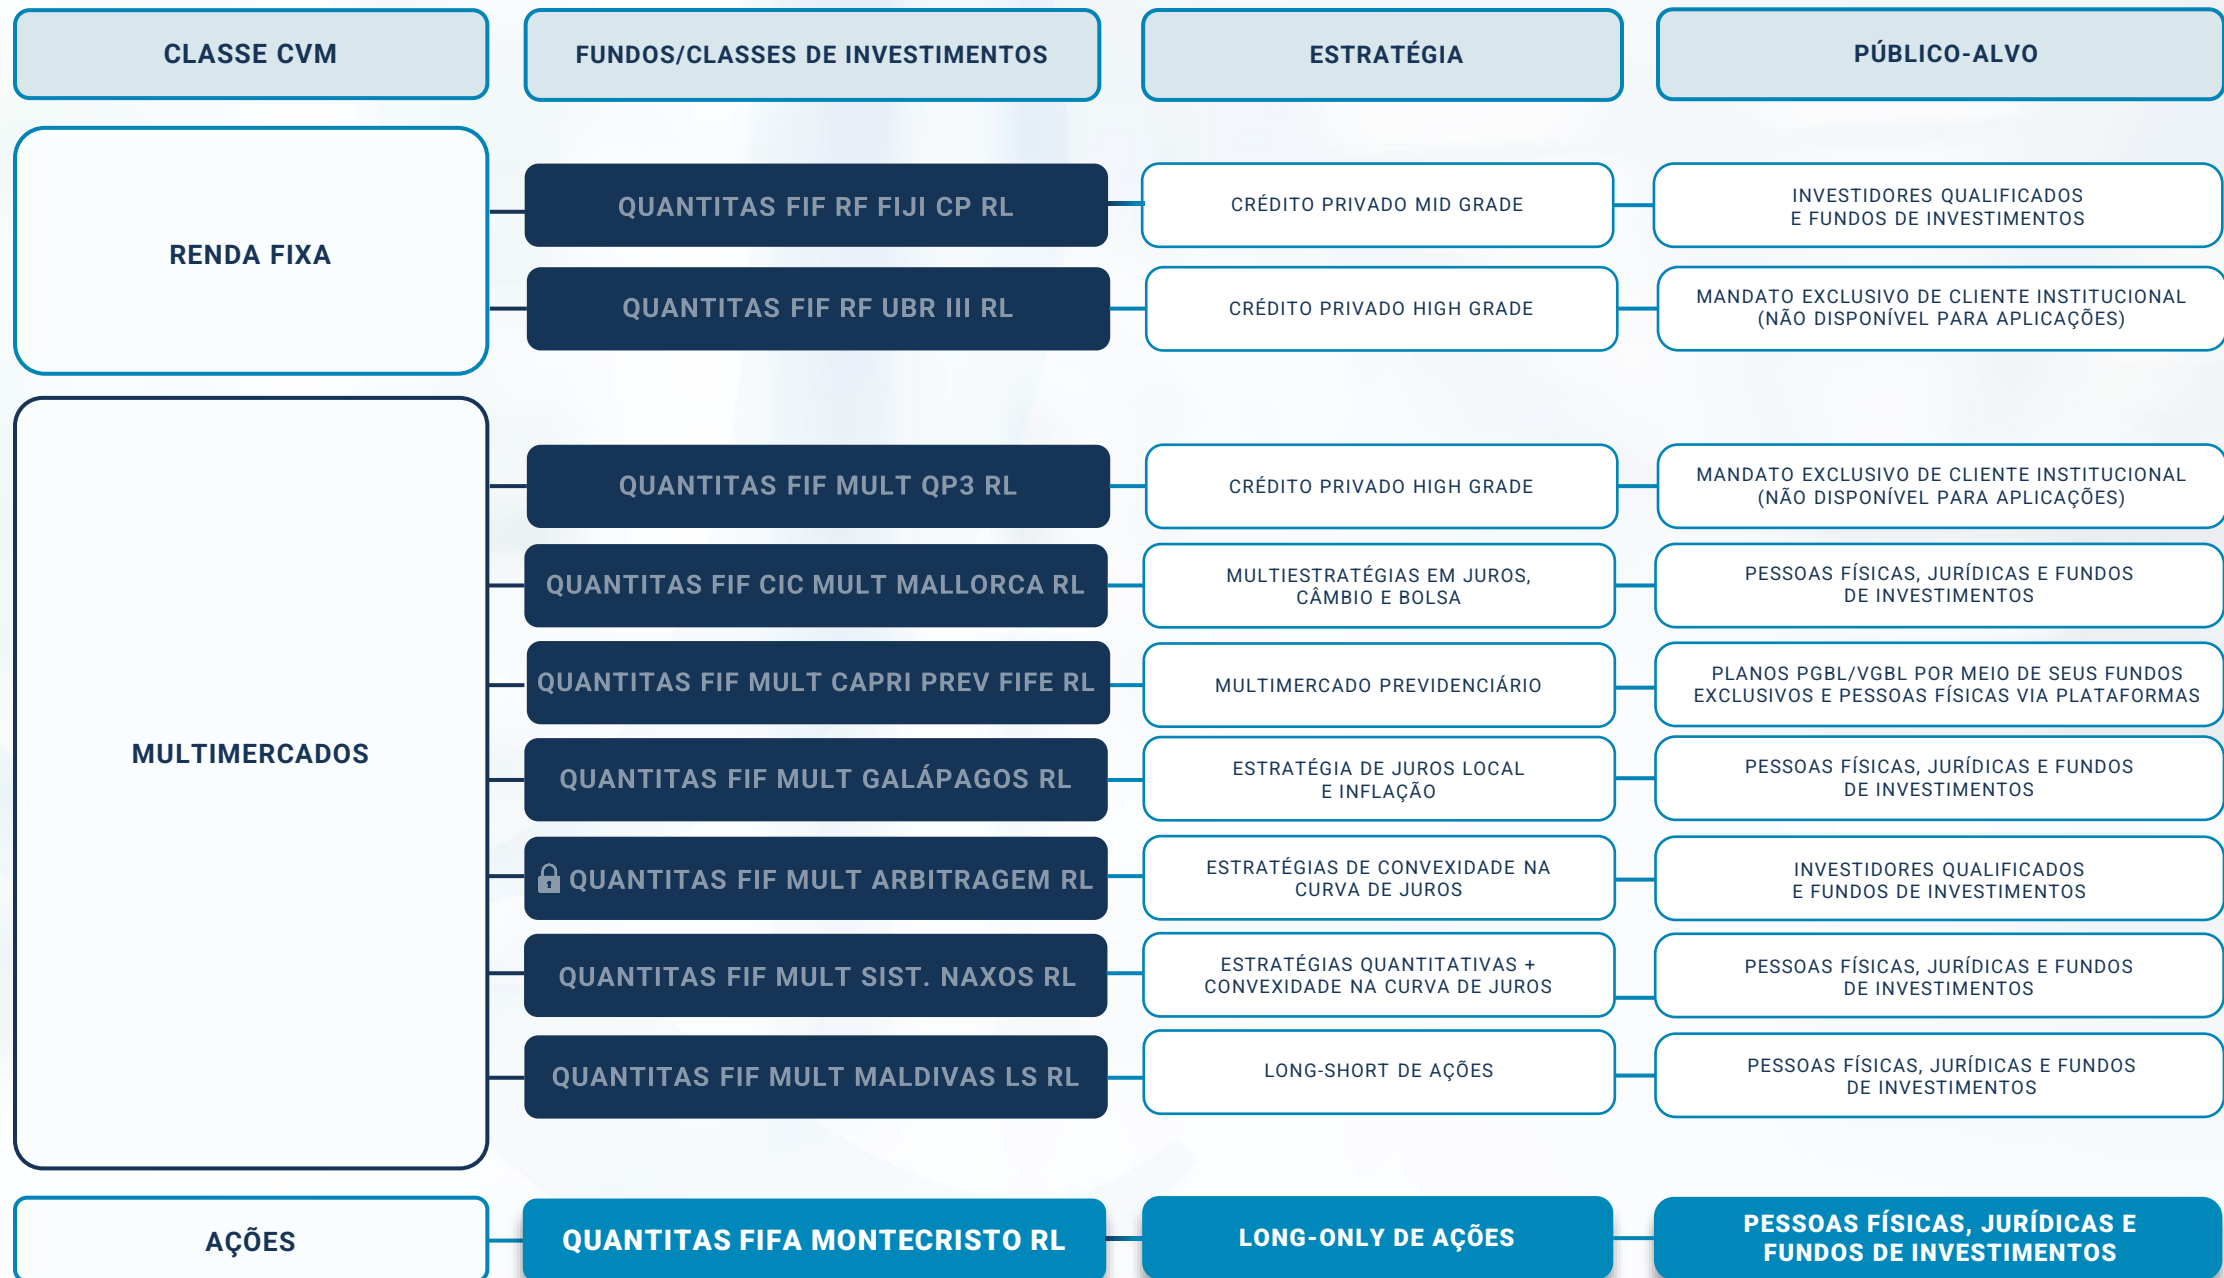 CLASSE CVM
FUNDOS/CLASSES DE INVESTIMENTOS
ESTRATÉGIA
PÚBLICO-ALVO
RENDA FIXA
QUANTITAS FIF RF FIJI CP RL
CRÉDITO PRIVADO MID GRADE
INVESTIDORES QUALIFICADOS
E FUNDOS DE INVESTIMENTOS
QUANTITAS FIF RF UBR III RL
CRÉDITO PRIVADO HIGH GRADE
MANDATO EXCLUSIVO DE CLIENTE INSTITUCIONAL
(NÃO DISPONÍVEL PARA APLICAÇÕES)
MULTIMERCADOS
QUANTITAS FIF MULT QP3 RL
CRÉDITO PRIVADO HIGH GRADE
MANDATO EXCLUSIVO DE CLIENTE INSTITUCIONAL
(NÃO DISPONÍVEL PARA APLICAÇÕES)
QUANTITAS FIF CIC MULT MALLORCA RL
MULTIESTRATÉGIAS EM JUROS,
CÂMBIO E BOLSA
PESSOAS FÍSICAS, JURÍDICAS E FUNDOS
DE INVESTIMENTOS
QUANTITAS FIF MULT CAPRI PREV FIFE RL
MULTIMERCADO PREVIDENCIÁRIO
PLANOS PGBL/VGBL POR MEIO DE SEUS FUNDOS
EXCLUSIVOS E PESSOAS FÍSICAS VIA PLATAFORMAS
QUANTITAS FIF MULT GALÁPAGOS RL
ESTRATÉGIA DE JUROS LOCAL
E INFLAÇÃO
PESSOAS FÍSICAS, JURÍDICAS E FUNDOS
DE INVESTIMENTOS
QUANTITAS FIF MULT ARBITRAGEM RL
ESTRATÉGIAS DE CONVEXIDADE NA
CURVA DE JUROS
INVESTIDORES QUALIFICADOS
E FUNDOS DE INVESTIMENTOS
QUANTITAS FIF MULT SIST. NAXOS RL
ESTRATÉGIAS QUANTITATIVAS +
CONVEXIDADE NA CURVA DE JUROS
PESSOAS FÍSICAS, JURÍDICAS E FUNDOS
DE INVESTIMENTOS
QUANTITAS FIF MULT MALDIVAS LS RL
LONG-SHORT DE AÇÕES
PESSOAS FÍSICAS, JURÍDICAS E FUNDOS
DE INVESTIMENTOS
AÇÕES
QUANTITAS FIFA MONTECRISTO RL
LONG-ONLY DE AÇÕES
PESSOAS FÍSICAS, JURÍDICAS E
FUNDOS DE INVESTIMENTOS